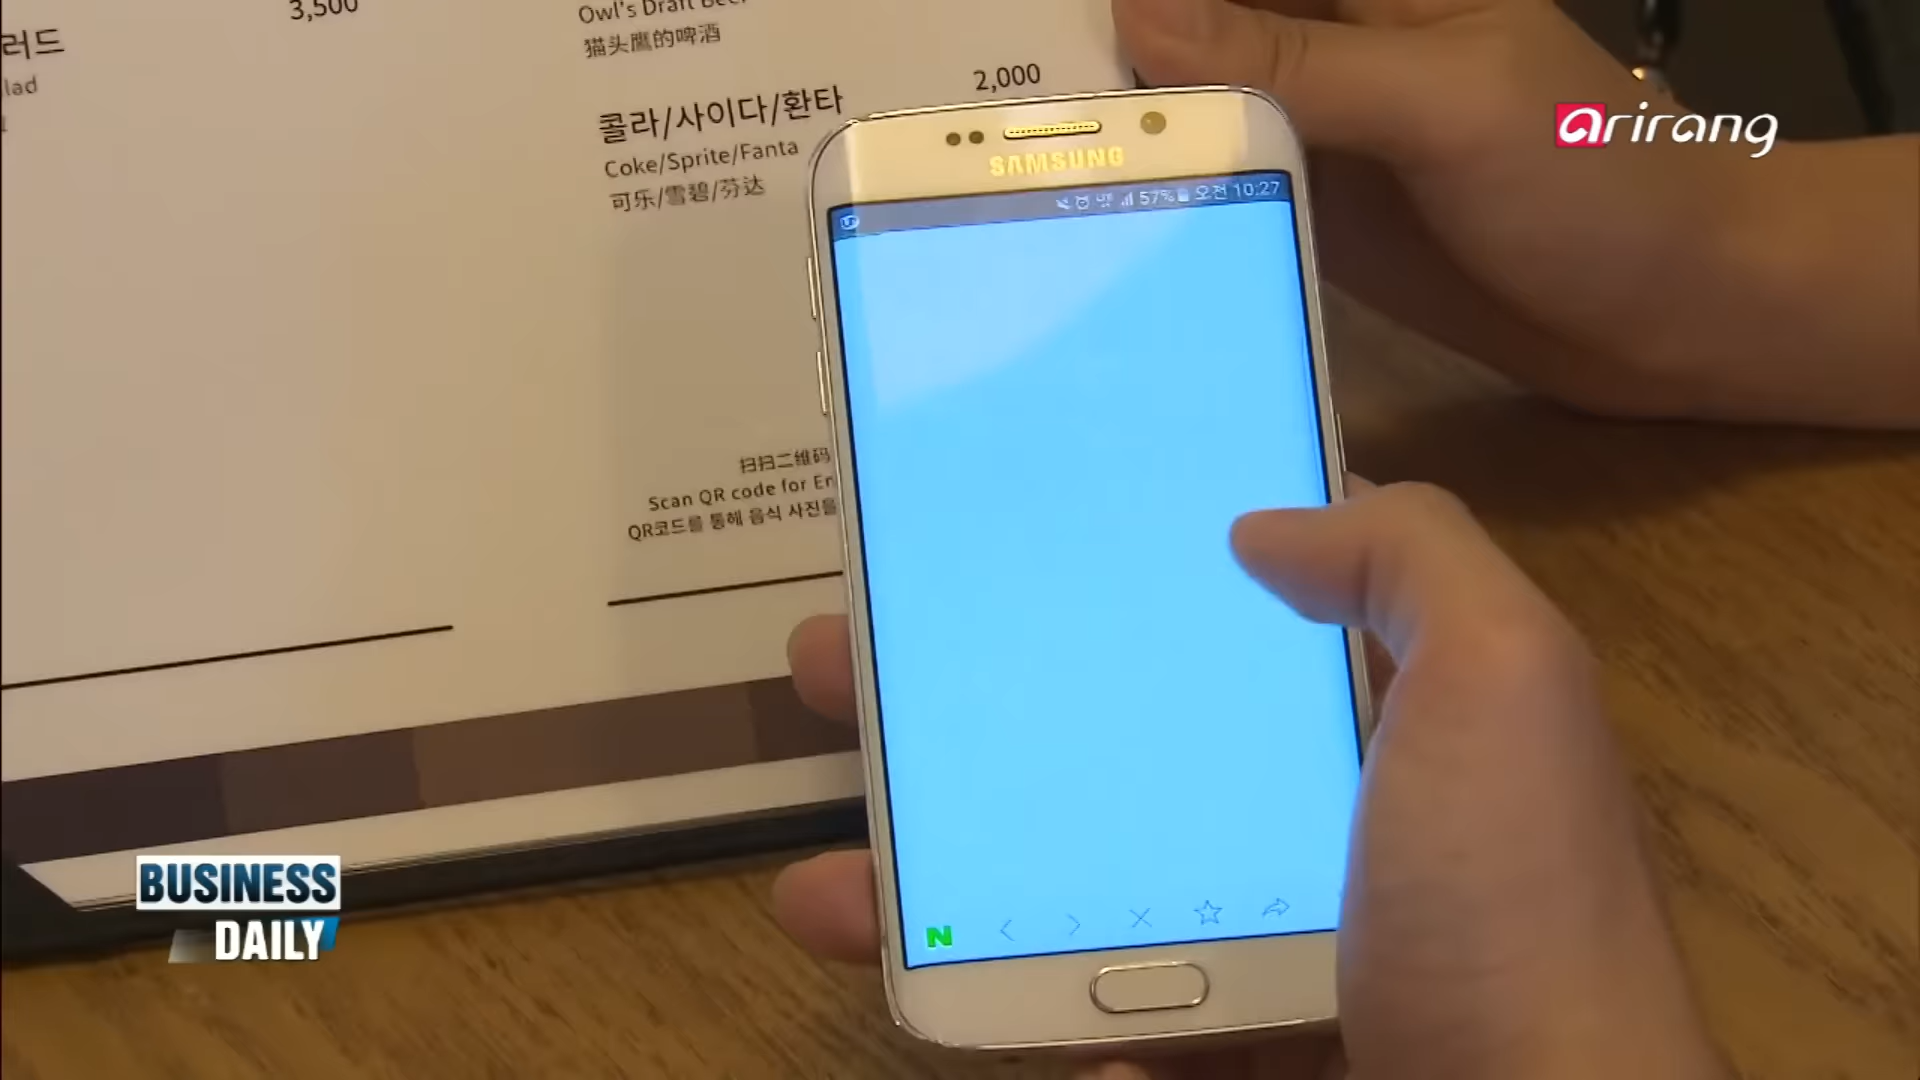 3,500
러드
lad
Owl's Draft Beer
猫头鹰的啤酒
콜라/사이다/환타
2,000
Coke/Sprite/Fanta
可乐/雪碧/芬达
扫扫二维码
Scan QR code for En
QR코드를 통해 음식 사진을
SAMSUNG
57% 오전 10:27
N
arirang
BUSINESS
DAILY